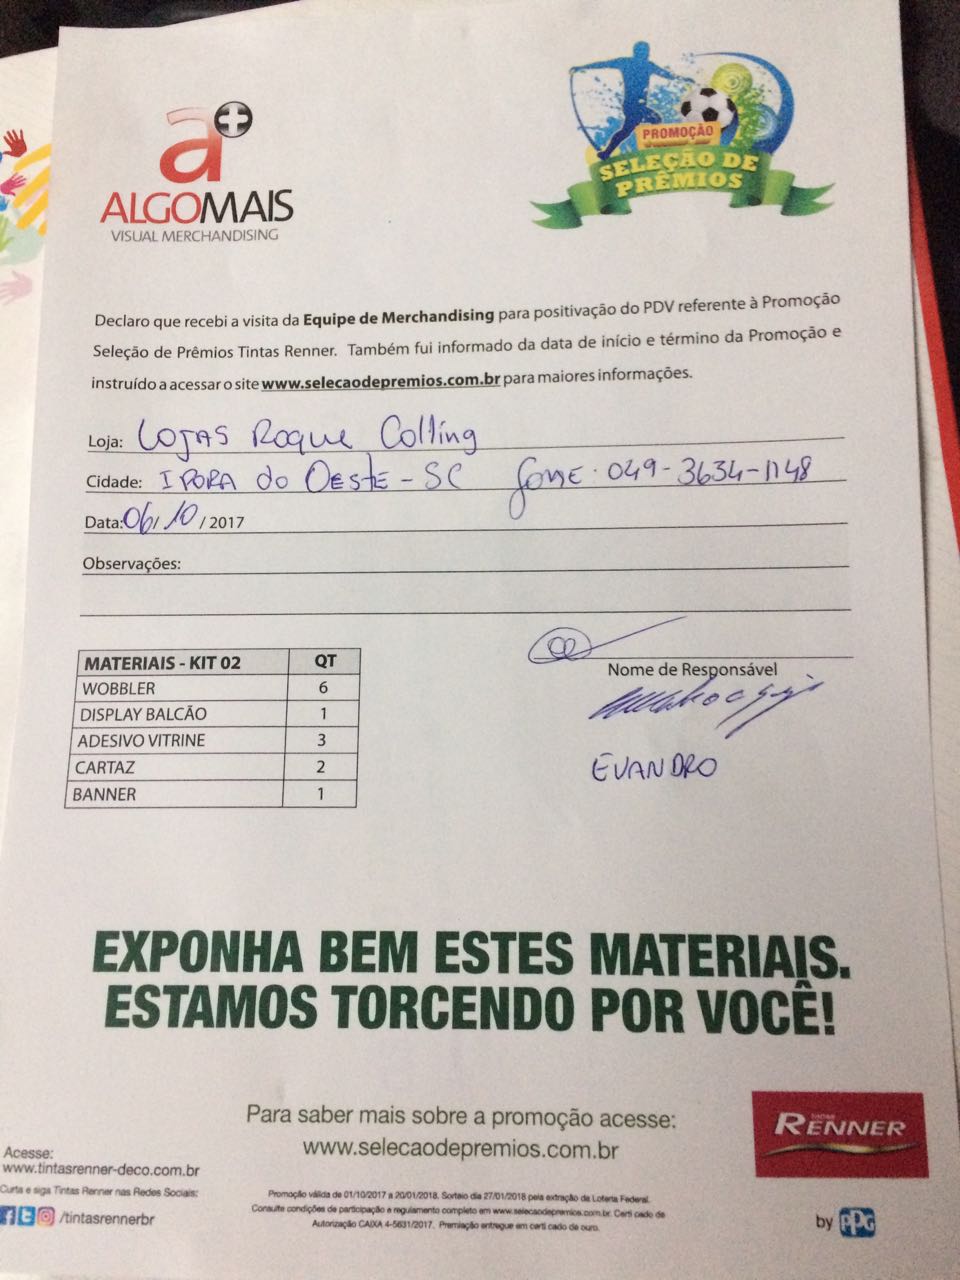 a+
ALGOMAIS
VISUAL MERCHANDISING
PROMOÇÃO
SELEÇÃO DE
PRÊMIOS
Declaro que recebi a visita da Equipe de Merchandising para positivação do PDV referente à Promoção
Seleção de Prêmios Tintas Renner. Também fui informado da data de início e término da Promoção e
instruído a acessar o site www.selecaodepremios.com.br para maiores informações.
Loja: Lojas Roque Colling
Cidade: IPORA do OESTE - SC fone: 049-3634-1148
Data: 06/10/2017
Observações:
Nome de Responsável
EVANDRO
MATERIAIS - KIT 02 QT
WOBBLER 6
DISPLAY BALCÃO 1
ADESIVO VITRINE 3
CARTAZ 2
BANNER 1
EXPONHA BEM ESTES MATERIAIS.
ESTAMOS TORCENDO POR VOCÊ!
Para saber mais sobre a promoção acesse:
www.selecaodepremios.com.br
TINTAS
RENNER
Acesse:
www.tintasrenner-deco.com.br
Curta e siga Tintas Renner nas Redes Sociais:
/tintasrennerbr
Promoção válida de 01/10/2017 a 20/01/2018. Sorteio dia 27/01/2018 pela extração da Loteria Federal.
Consulte condições de participação e regulamento completo em www.selecaodepremios.com.br. Certi cado de
Autorização CAIXA 4-5631/2017. Premiação entregue em certi cado de ouro.
by PPG